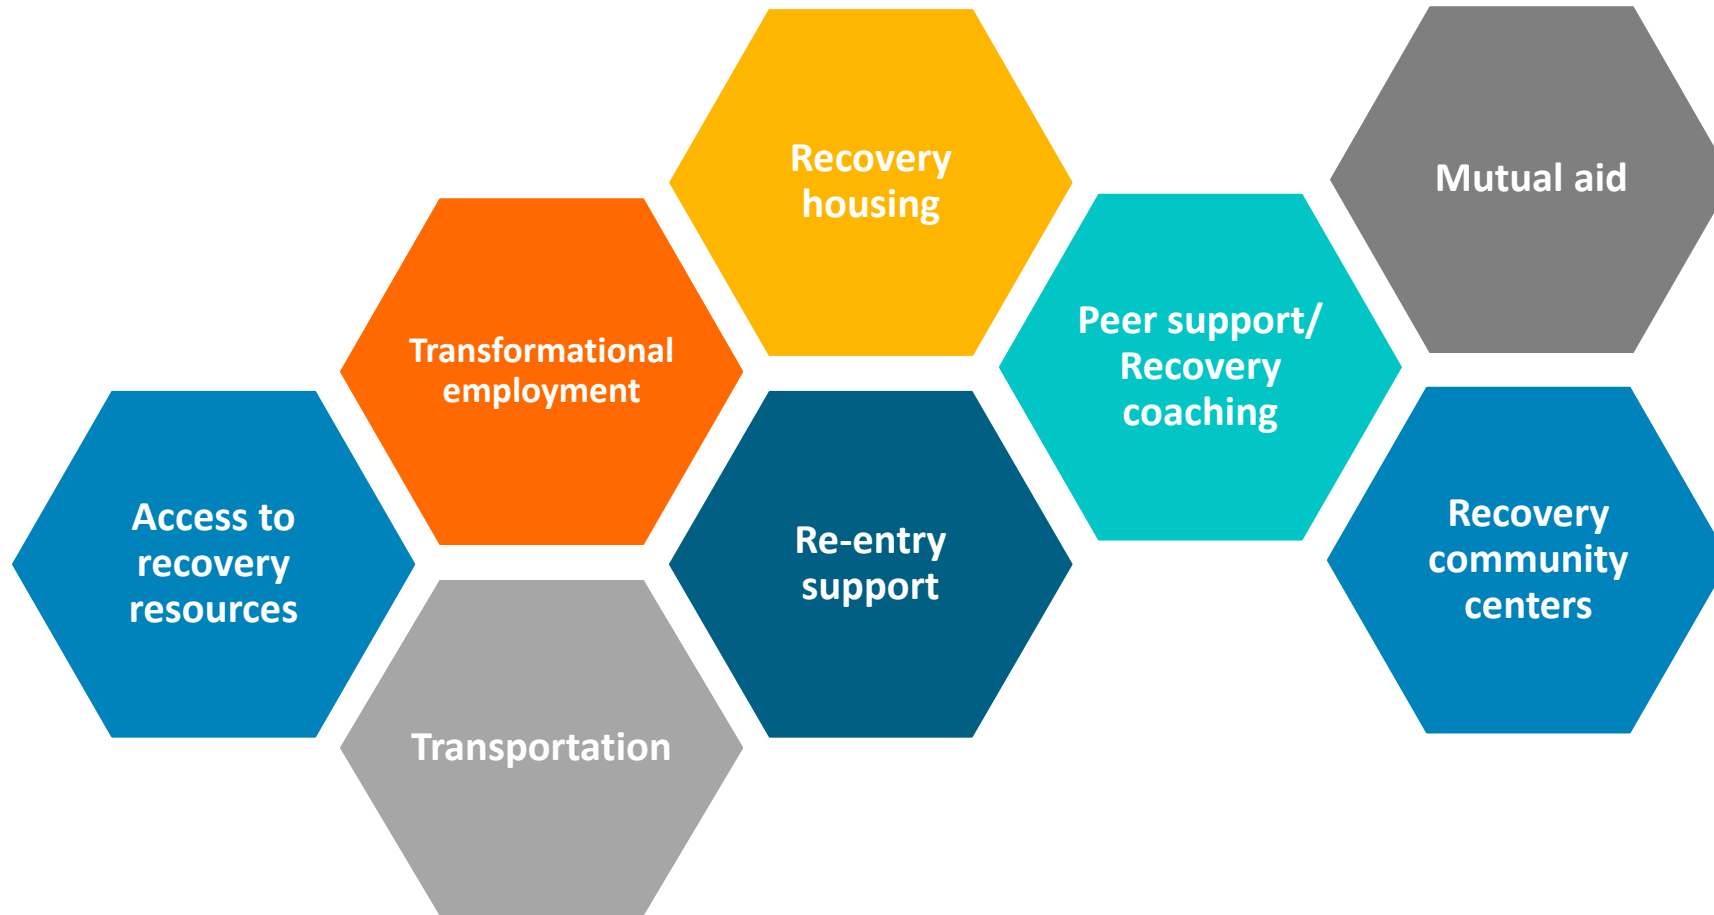 Recovery
housing
Mutual aid
Transformational
employment
Peer support/
Recovery
coaching
Access to
recovery
resources
Re-entry
support
Recovery
community
centers
Transportation